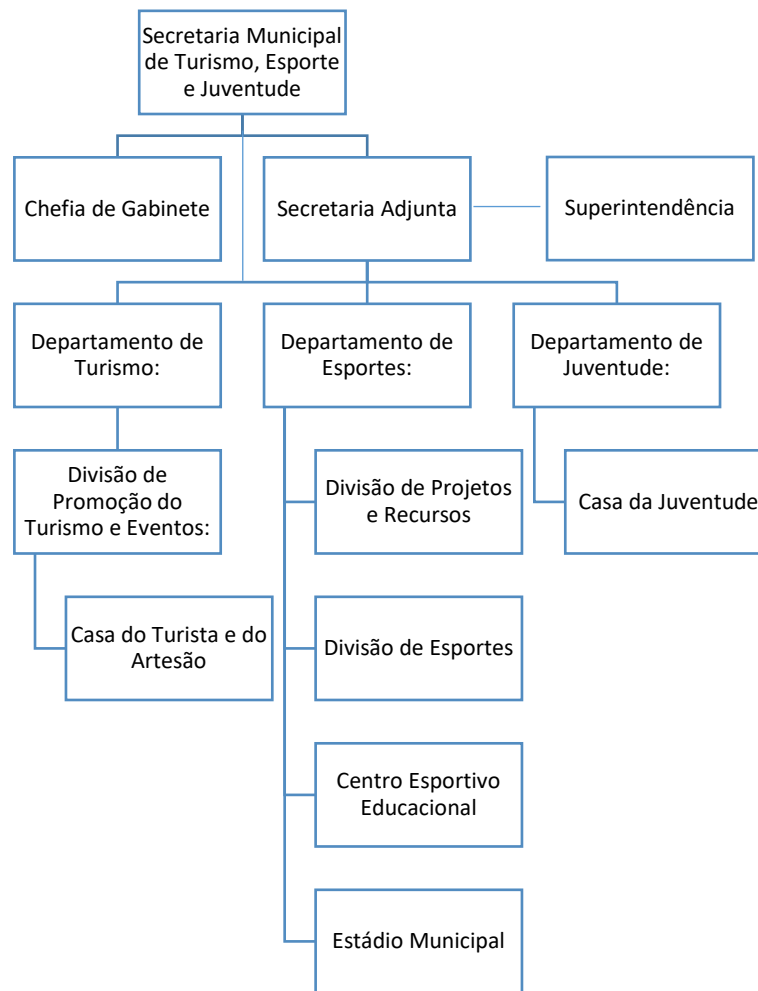 Secretaria Municipal
de Turismo, Esporte
e Juventude
Chefia de Gabinete
Secretaria Adjunta
Superintendência
Departamento de
Turismo:
Departamento de
Esportes:
Departamento de
Juventude:
Divisão de
Promoção do
Turismo e Eventos:
Divisão de Projetos
e Recursos
Casa da Juventude
Casa do Turista e do
Artesão
Divisão de Esportes
Centro Esportivo
Educacional
Estádio Municipal